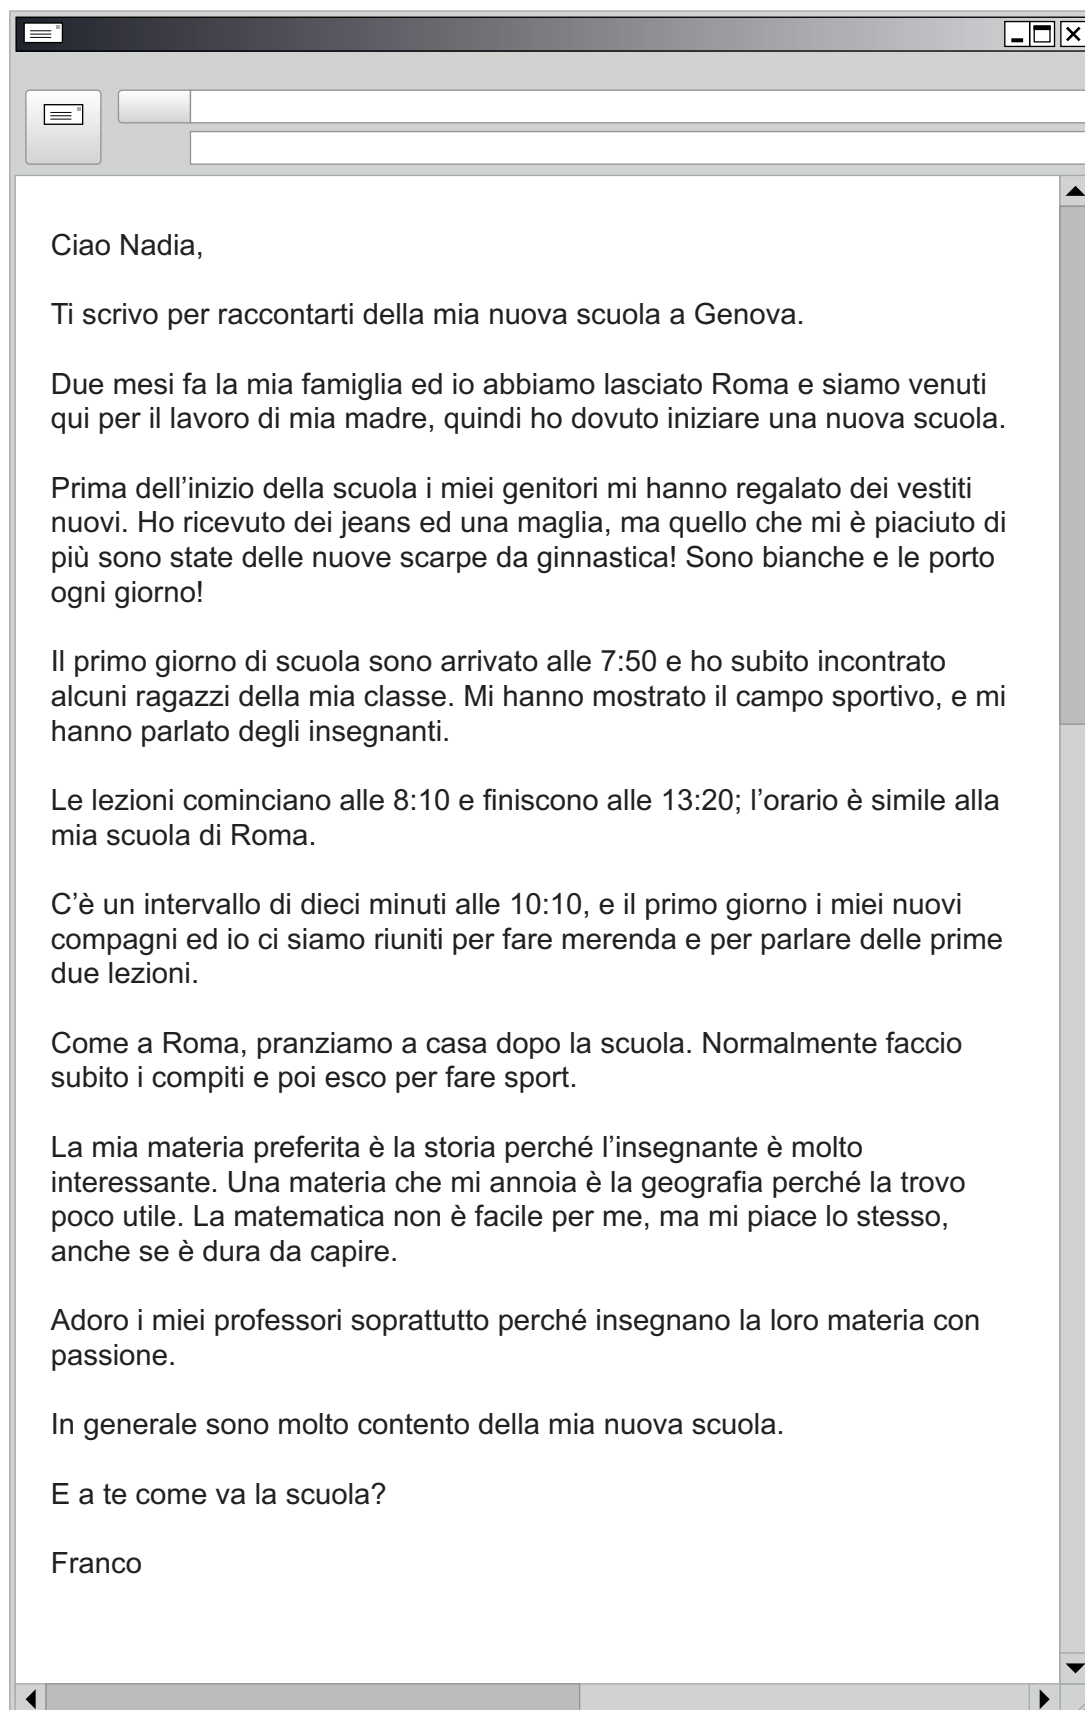 Ciao Nadia,
Ti scrivo per raccontarti della mia nuova scuola a Genova.
Due mesi fa la mia famiglia ed io abbiamo lasciato Roma e siamo venuti
qui per il lavoro di mia madre, quindi ho dovuto iniziare una nuova scuola.
Prima dell’inizio della scuola i miei genitori mi hanno regalato dei vestiti
nuovi. Ho ricevuto dei jeans ed una maglia, ma quello che mi è piaciuto di
più sono state delle nuove scarpe da ginnastica! Sono bianche e le porto
ogni giorno!
Il primo giorno di scuola sono arrivato alle 7:50 e ho subito incontrato
alcuni ragazzi della mia classe. Mi hanno mostrato il campo sportivo, e mi
hanno parlato degli insegnanti.
Le lezioni cominciano alle 8:10 e finiscono alle 13:20; l’orario è simile alla
mia scuola di Roma.
C’è un intervallo di dieci minuti alle 10:10, e il primo giorno i miei nuovi
compagni ed io ci siamo riuniti per fare merenda e per parlare delle prime
due lezioni.
Come a Roma, pranziamo a casa dopo la scuola. Normalmente faccio
subito i compiti e poi esco per fare sport.
La mia materia preferita è la storia perché l’insegnante è molto
interessante. Una materia che mi annoia è la geografia perché la trovo
poco utile. La matematica non è facile per me, ma mi piace lo stesso,
anche se è dura da capire.
Adoro i miei professori soprattutto perché insegnano la loro materia con
passione.
In generale sono molto contento della mia nuova scuola.
E a te come va la scuola?
Franco